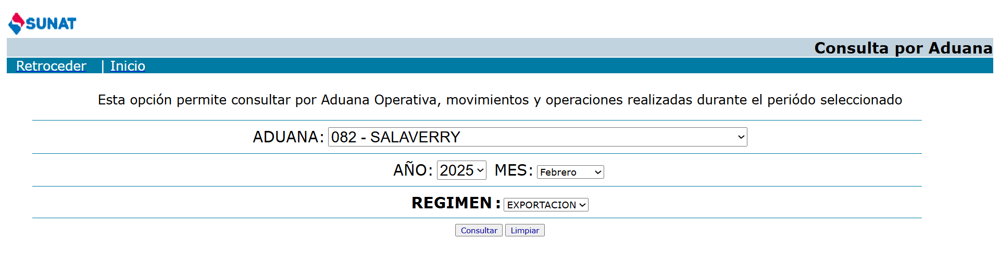 SUNAT
Consulta por Aduana
Retroceder | Inicio
Esta opción permite consultar por Aduana Operativa, movimientos y operaciones realizadas durante el periódo seleccionado
ADUANA: 082 - SALAVERRY
AÑO: 2025 MES: Febrero
REGIMEN : EXPORTACION
Consultar Limpiar